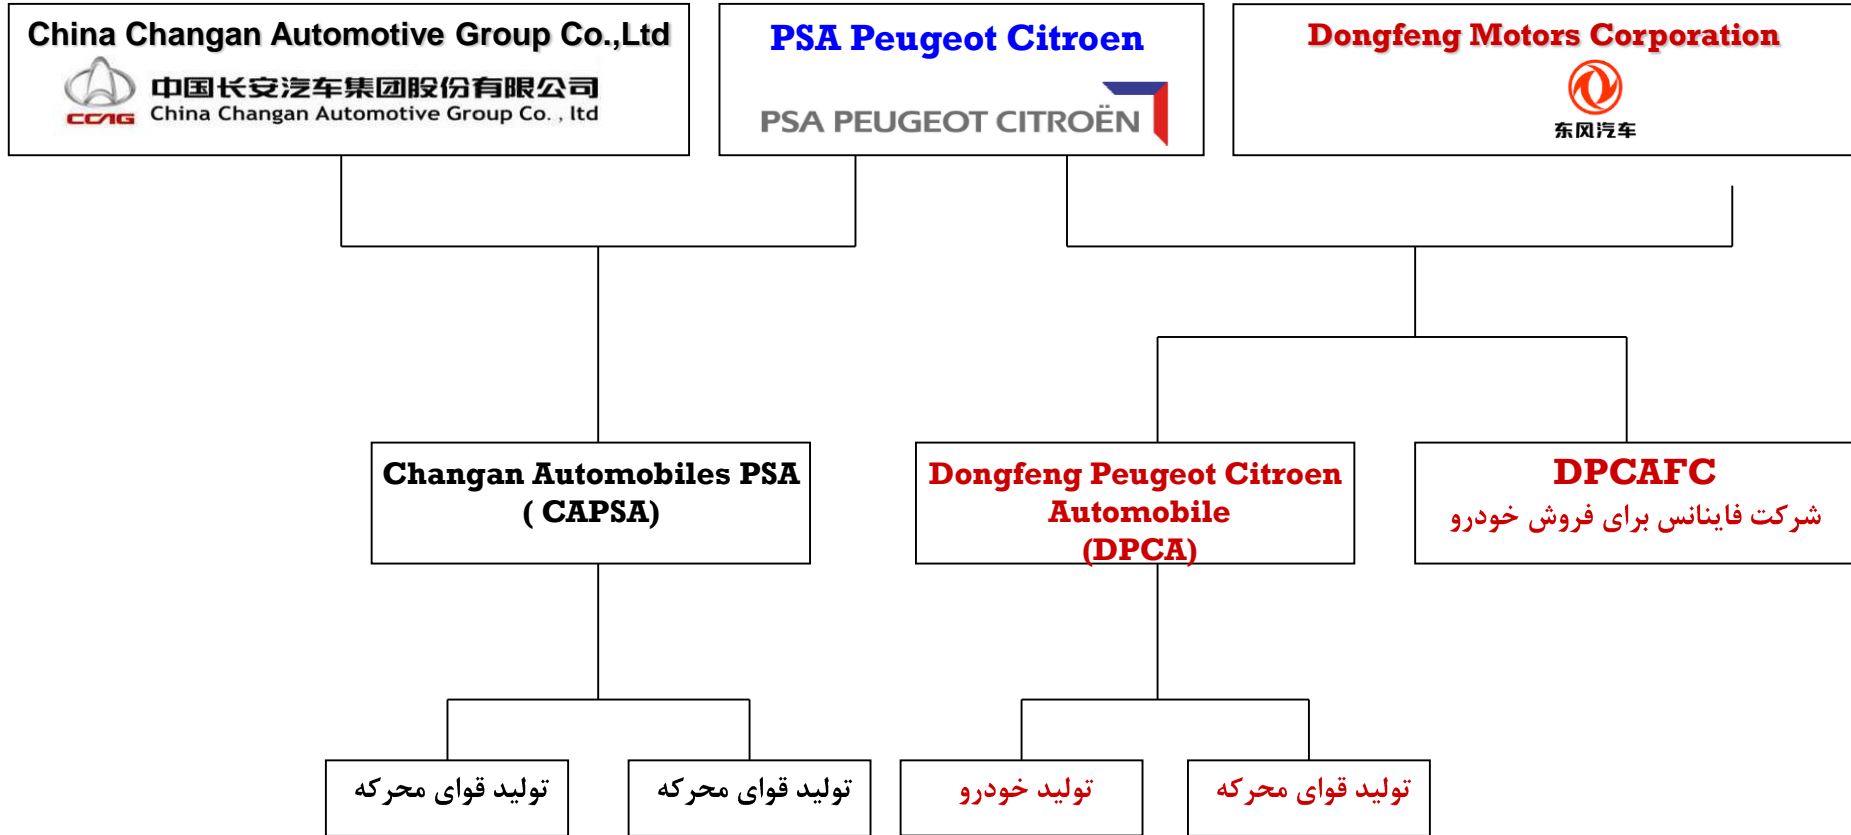 China Changan Automotive Group Co.,Ltd
中国长安汽车集团股份有限公司
CCAG China Changan Automotive Group Co. , ltd
PSA Peugeot Citroen
PSA PEUGEOT CITROËN
Dongfeng Motors Corporation
东风汽车
Changan Automobiles PSA
( CAPSA)
Dongfeng Peugeot Citroen
Automobile
(DPCA)
DPCAFC
شرکت فاینانس برای فروش خودرو
تولید قوای محرکه
تولید قوای محرکه
تولید خودرو
تولید قوای محرکه